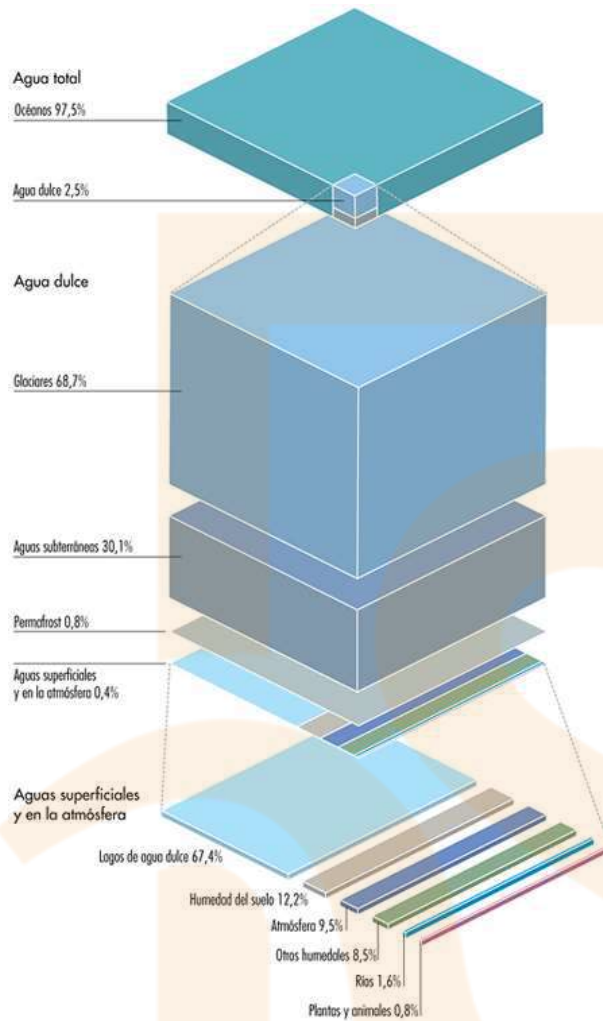 Agua total
Océanos 97,5%
Agua dulce 2,5%
Agua dulce
Glaciares 68,7%
Aguas subterráneas 30,1%
Permafrost 0,8%
Aguas superficiales
y en la atmósfera 0,4%
Aguas superficiales
y en la atmósfera
Lagos de agua dulce 67,4%
Humedad del suelo 12,2%
Atmósfera 9,5%
Otros humedales 8,5%
Ríos 1,6%
Plantas y animales 0,8%